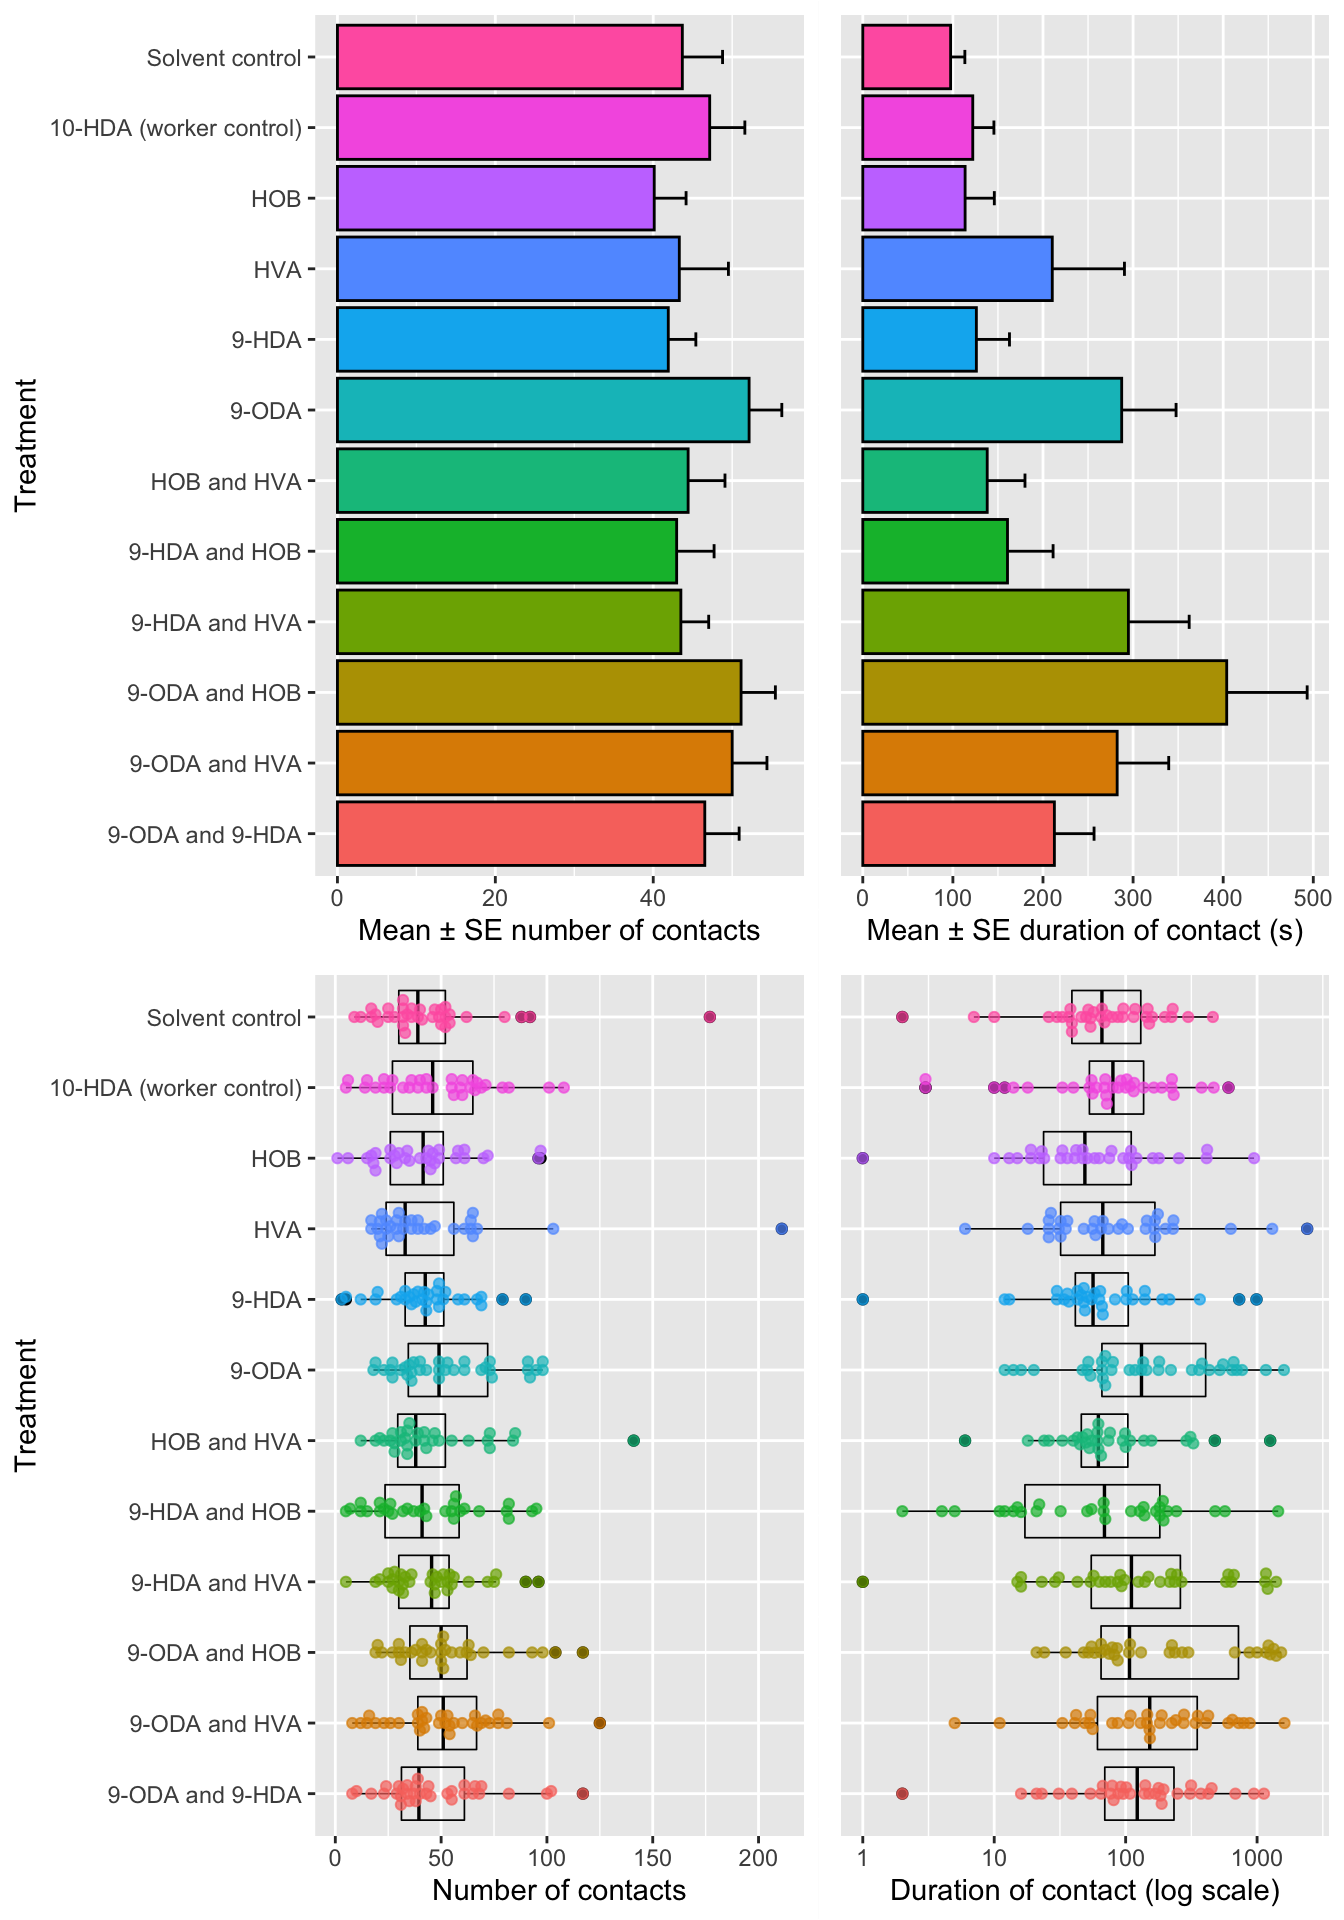 Treatment
Solvent control
10-HDA (worker control)
HOB
HVA
9-HDA
9-ODA
HOB and HVA
9-HDA and HOB
9-HDA and HVA
9-ODA and HOB
9-ODA and HVA
9-ODA and 9-HDA
0 20 40
Mean ± SE number of contacts
0 100 200 300 400 500
Mean ± SE duration of contact (s)
Treatment
Solvent control
10-HDA (worker control)
HOB
HVA
9-HDA
9-ODA
HOB and HVA
9-HDA and HOB
9-HDA and HVA
9-ODA and HOB
9-ODA and HVA
9-ODA and 9-HDA
0 50 100 150 200
Number of contacts
1 10 100 1000
Duration of contact (log scale)